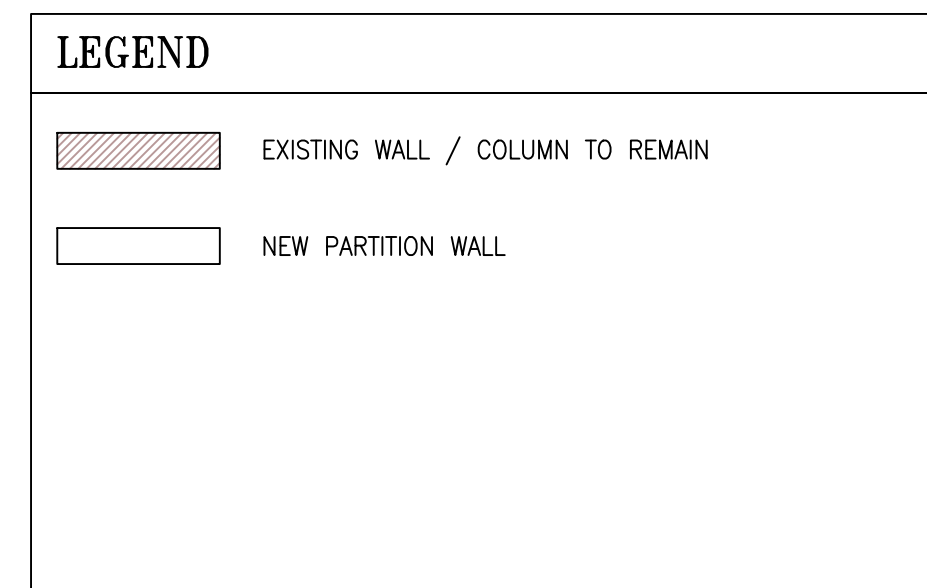 LEGEND
EXISTING WALL / COLUMN TO REMAIN
NEW PARTITION WALL